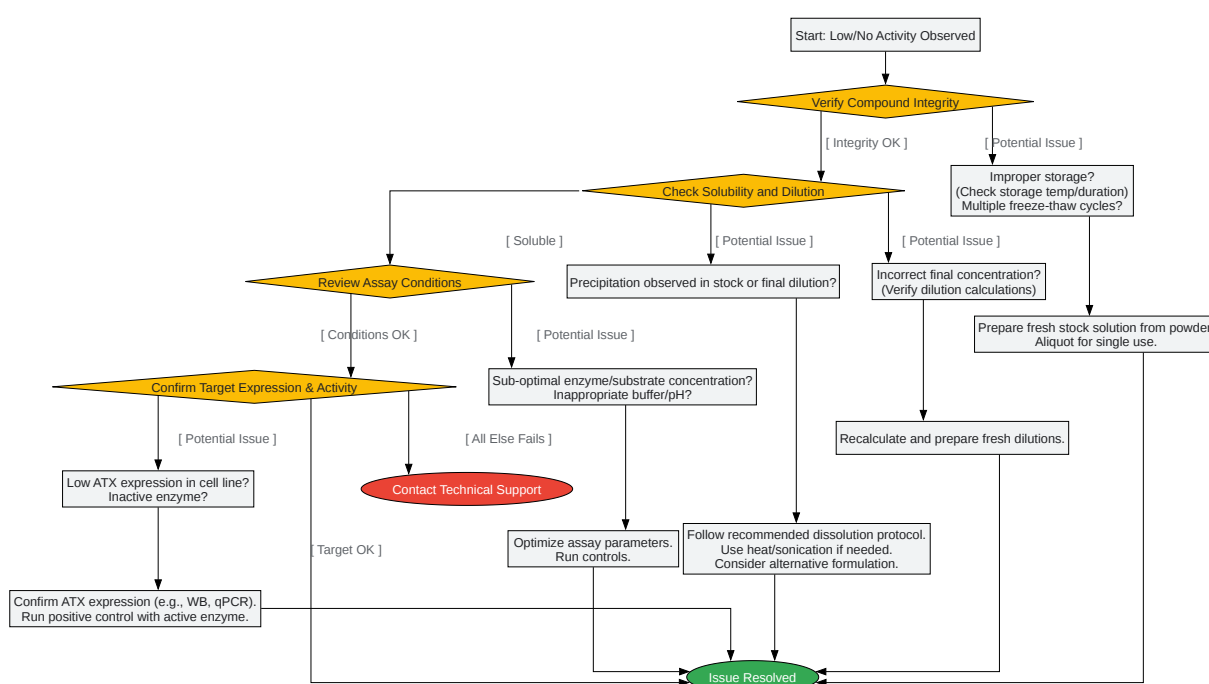 Start: Low/No Activity Observed
Verify Compound Integrity
[ Integrity OK ]
[ Potential Issue ]
Improper storage?
(Check storage temp/duration)
Multiple freeze-thaw cycles?
Check Solubility and Dilution
[ Soluble ]
[ Potential Issue ]
[ Potential Issue ]
Review Assay Conditions
Precipitation observed in stock or final dilution?
Incorrect final concentration?
(Verify dilution calculations)
[ Conditions OK ]
[ Potential Issue ]
Prepare fresh stock solution from powder
Aliquot for single use.
Confirm Target Expression & Activity
Sub-optimal enzyme/substrate concentration?
Inappropriate buffer/pH?
[ Potential Issue ]
[ All Else Fails ]
Recalculate and prepare fresh dilutions.
Low ATX expression in cell line?
Inactive enzyme?
Contact Technical Support
[ Target OK ]
Optimize assay parameters.
Run controls.
Follow recommended dissolution protocol.
Use heat/sonication if needed.
Consider alternative formulation.
Confirm ATX expression (e.g., WB, qPCR).
Run positive control with active enzyme.
Issue Resolved